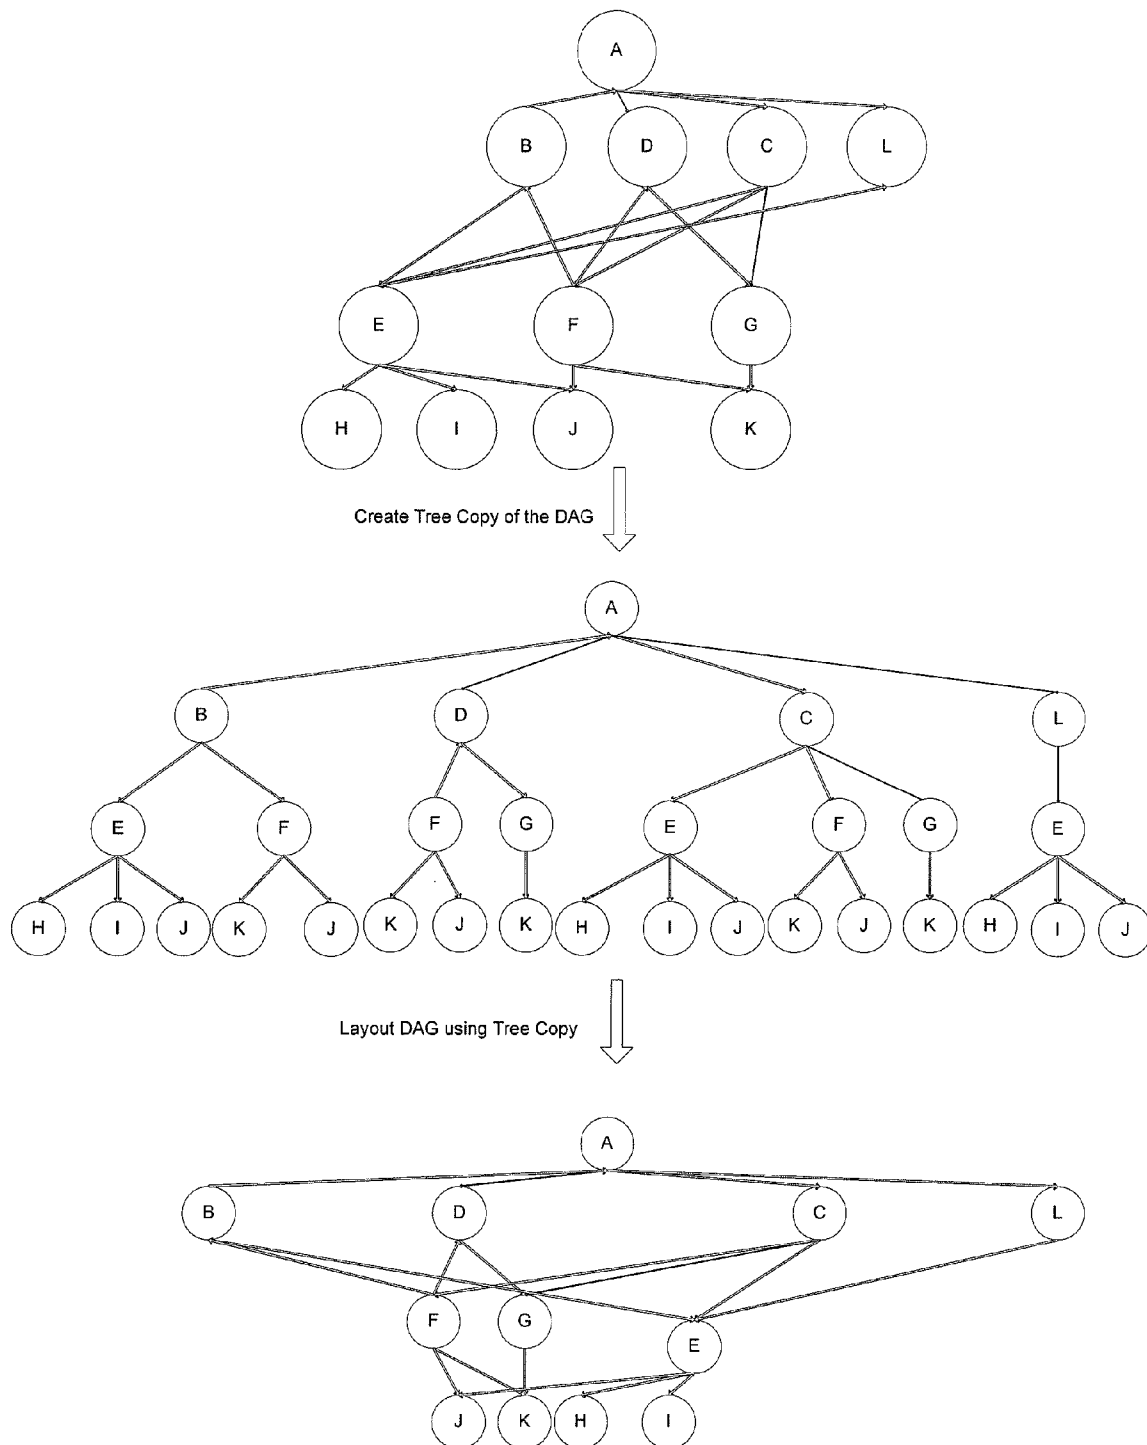 A
B D C L
E F G
H I J K
Create Tree Copy of the DAG
A
B D C L
E F F G E F G E
H I J K J K J K H I J K J K H I J
Layout DAG using Tree Copy
A
B D C L
F G E
J K H I